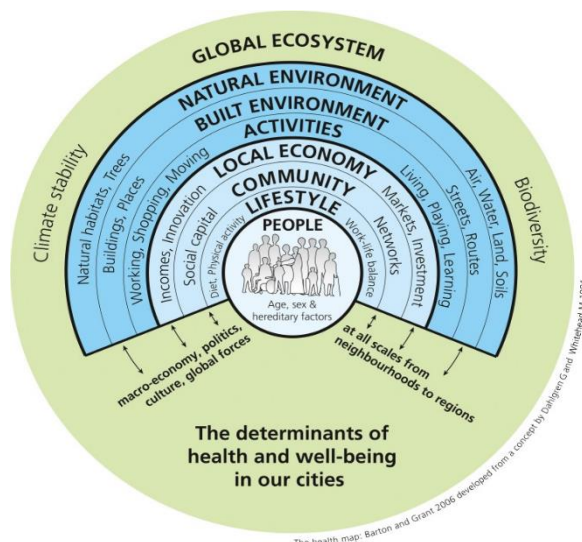 GLOBAL ECOSYSTEM
NATURAL ENVIRONMENT
BUILT ENVIRONMENT
ACTIVITIES
LOCAL ECONOMY
COMMUNITY
LIFESTYLE
PEOPLE
Age, sex &
hereditary factors
Climate stability
Natural habitats, Trees
Buildings, Places
Working, Shopping, Moving
Incomes, Innovation
Social capital
Diet, Physical activity
Work-life balance
Networks
Markets, Investment
Living, Playing, Learning
Streets, Routes
Air, Water, Land, Soils
Biodiversity
macro-economy, politics,
culture, global forces
at all scales from
neighbourhoods to regions
The determinants of
health and well-being
in our cities
The health map: Barton and Grant 2006 developed from a concept by Dahlgren G and Whitehead M